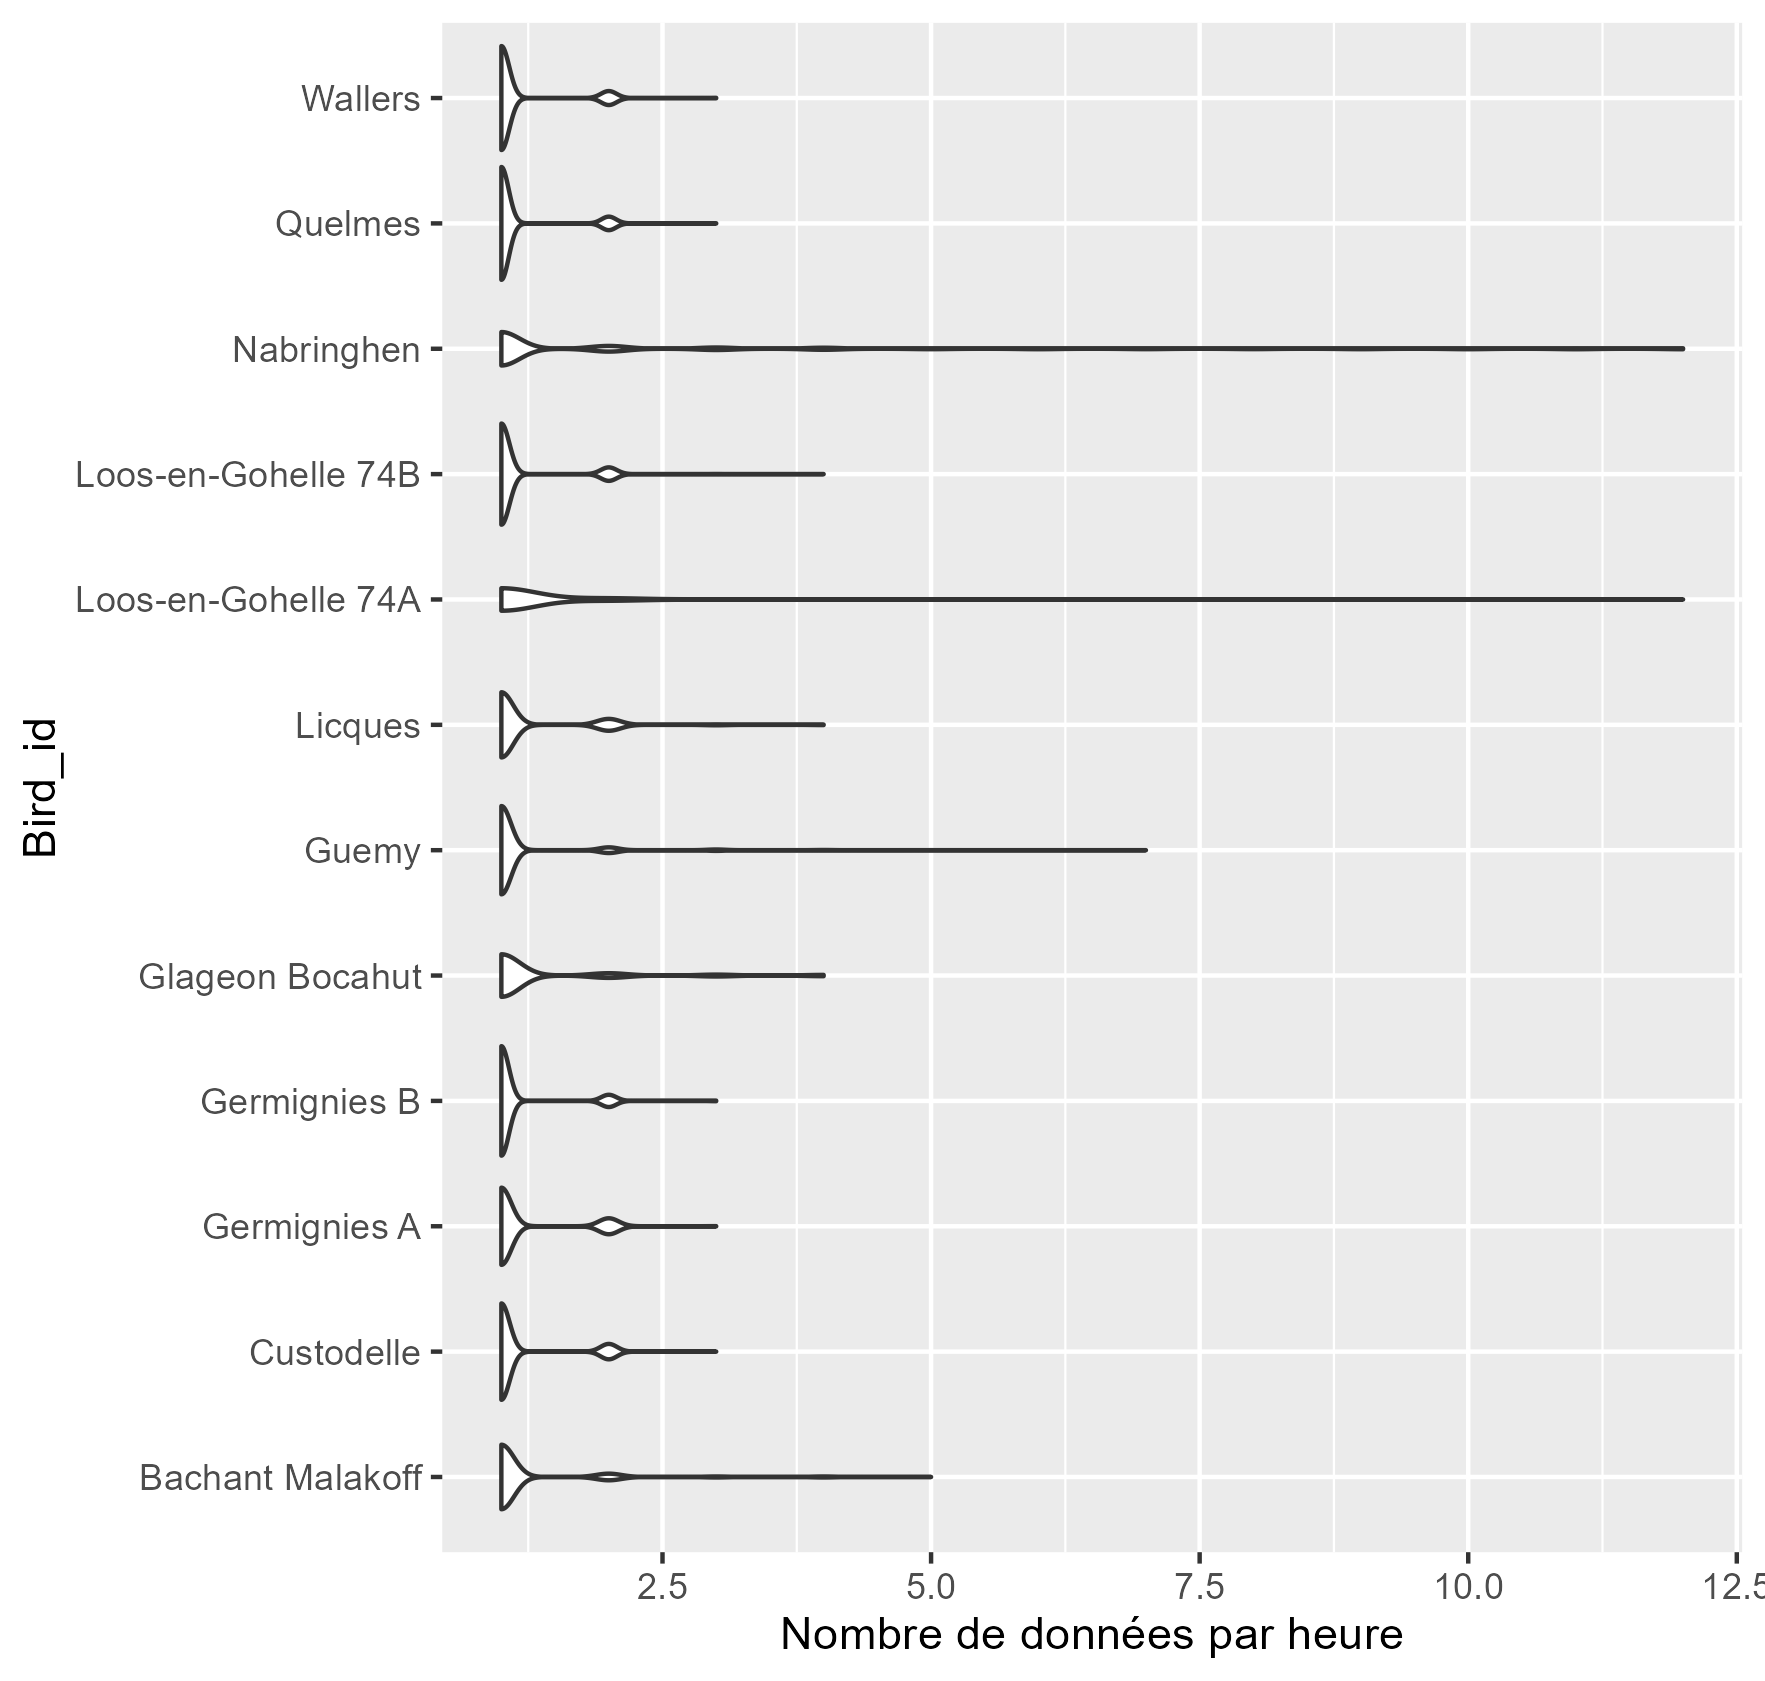 Wallers
Quelmes
Nabringhen
Loos-en-Gohelle 74B
Loos-en-Gohelle 74A
Licques
Guemy
Glageon Bocahut
Germignies B
Germignies A
Custodelle
Bachant Malakoff
Bird_id
2.5 5.0 7.5 10.0 12.5
Nombre de données par heure